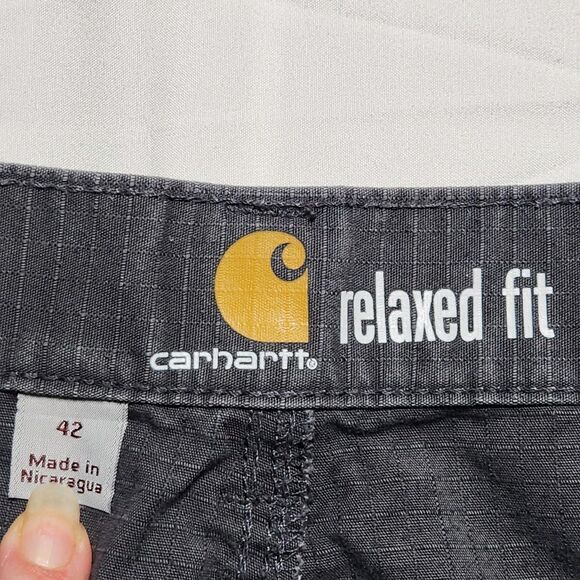 relaxed fit
carhartt®
42
Made in
Nicaragua